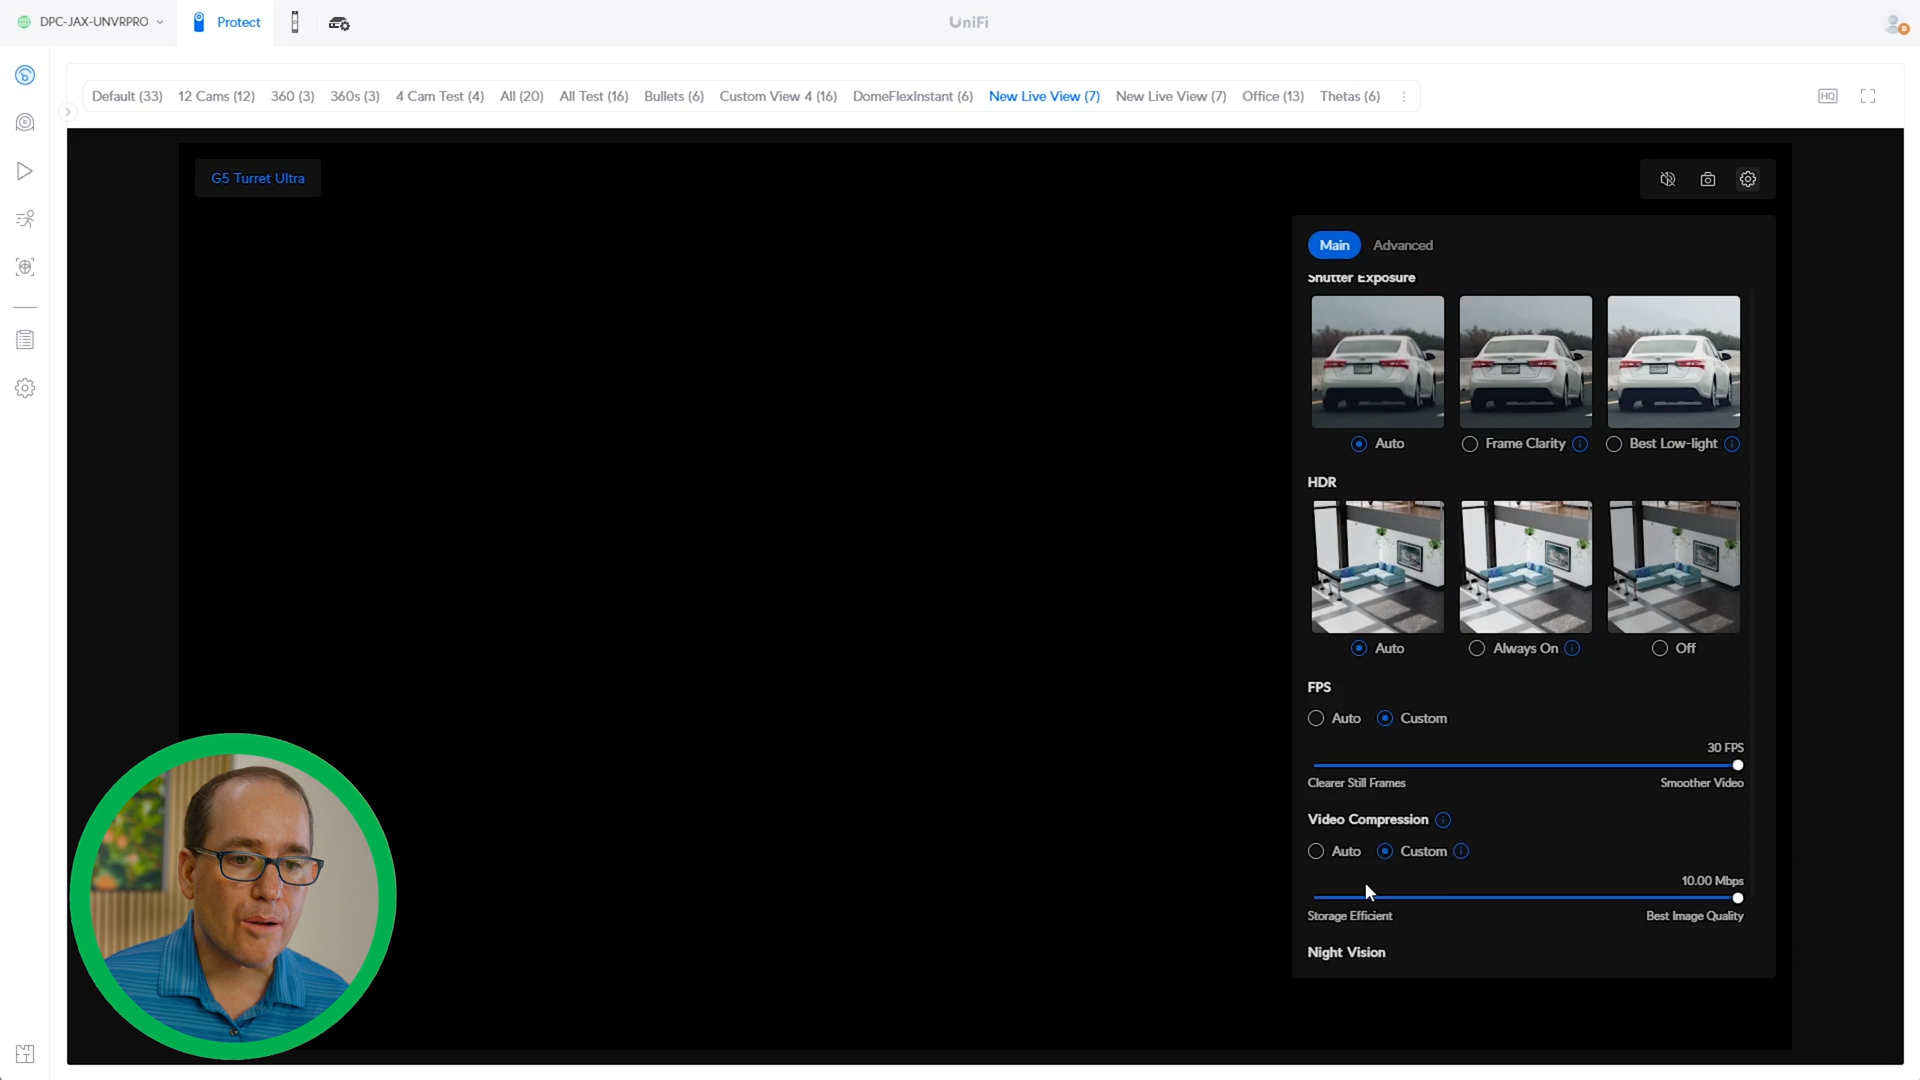 DPC-JAX-UNVRPRO
Protect
UniFi
Default (33)
12 Cams (12)
360 (3)
360s (3)
4 Cam Test (4)
All (20)
All Test (16)
Bullets (6)
Custom View 4 (16)
DomeFlexInstant (6)
New Live View (7)
New Live View (7)
Office (13)
Thetas (6)
HQ
G5 Turret Ultra
Main
Advanced
Shutter Exposure
Auto
Frame Clarity
Best Low-light
HDR
Auto
Always On
Off
FPS
Auto
Custom
30 FPS
Clearer Still Frames
Smoother Video
Video Compression
Auto
Custom
10.00 Mbps
Storage Efficient
Best Image Quality
Night Vision